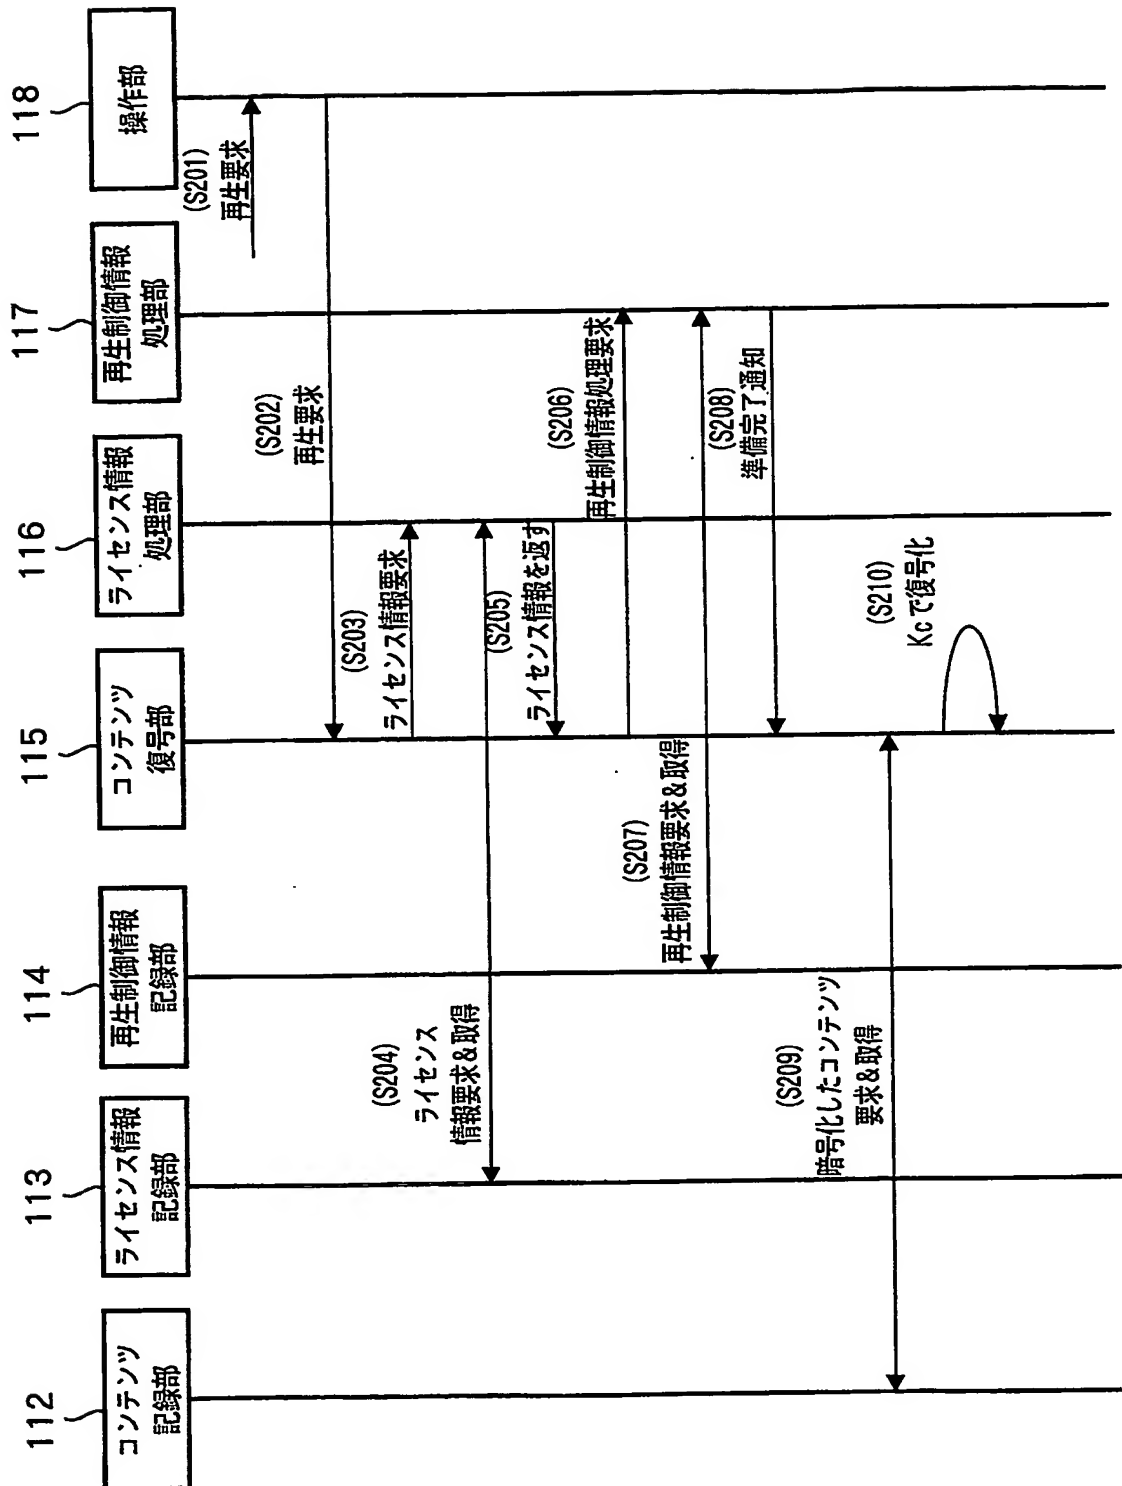 112
コンテンツ
記録部
113
ライセンス情報
記録部
114
再生制御情報
記録部
115
コンテンツ
復号部
116
ライセンス情報
処理部
117
再生制御情報
処理部
118
操作部
(S201)
再生要求
(S202)
再生要求
(S203)
ライセンス情報要求
(S204)
ライセンス
情報要求&取得
(S205)
ライセンス情報を返す
(S206)
再生制御情報処理要求
(S207)
再生制御情報要求&取得
(S208)
準備完了通知
(S209)
暗号化したコンテンツ
要求&取得
(S210)
Kcで復号化